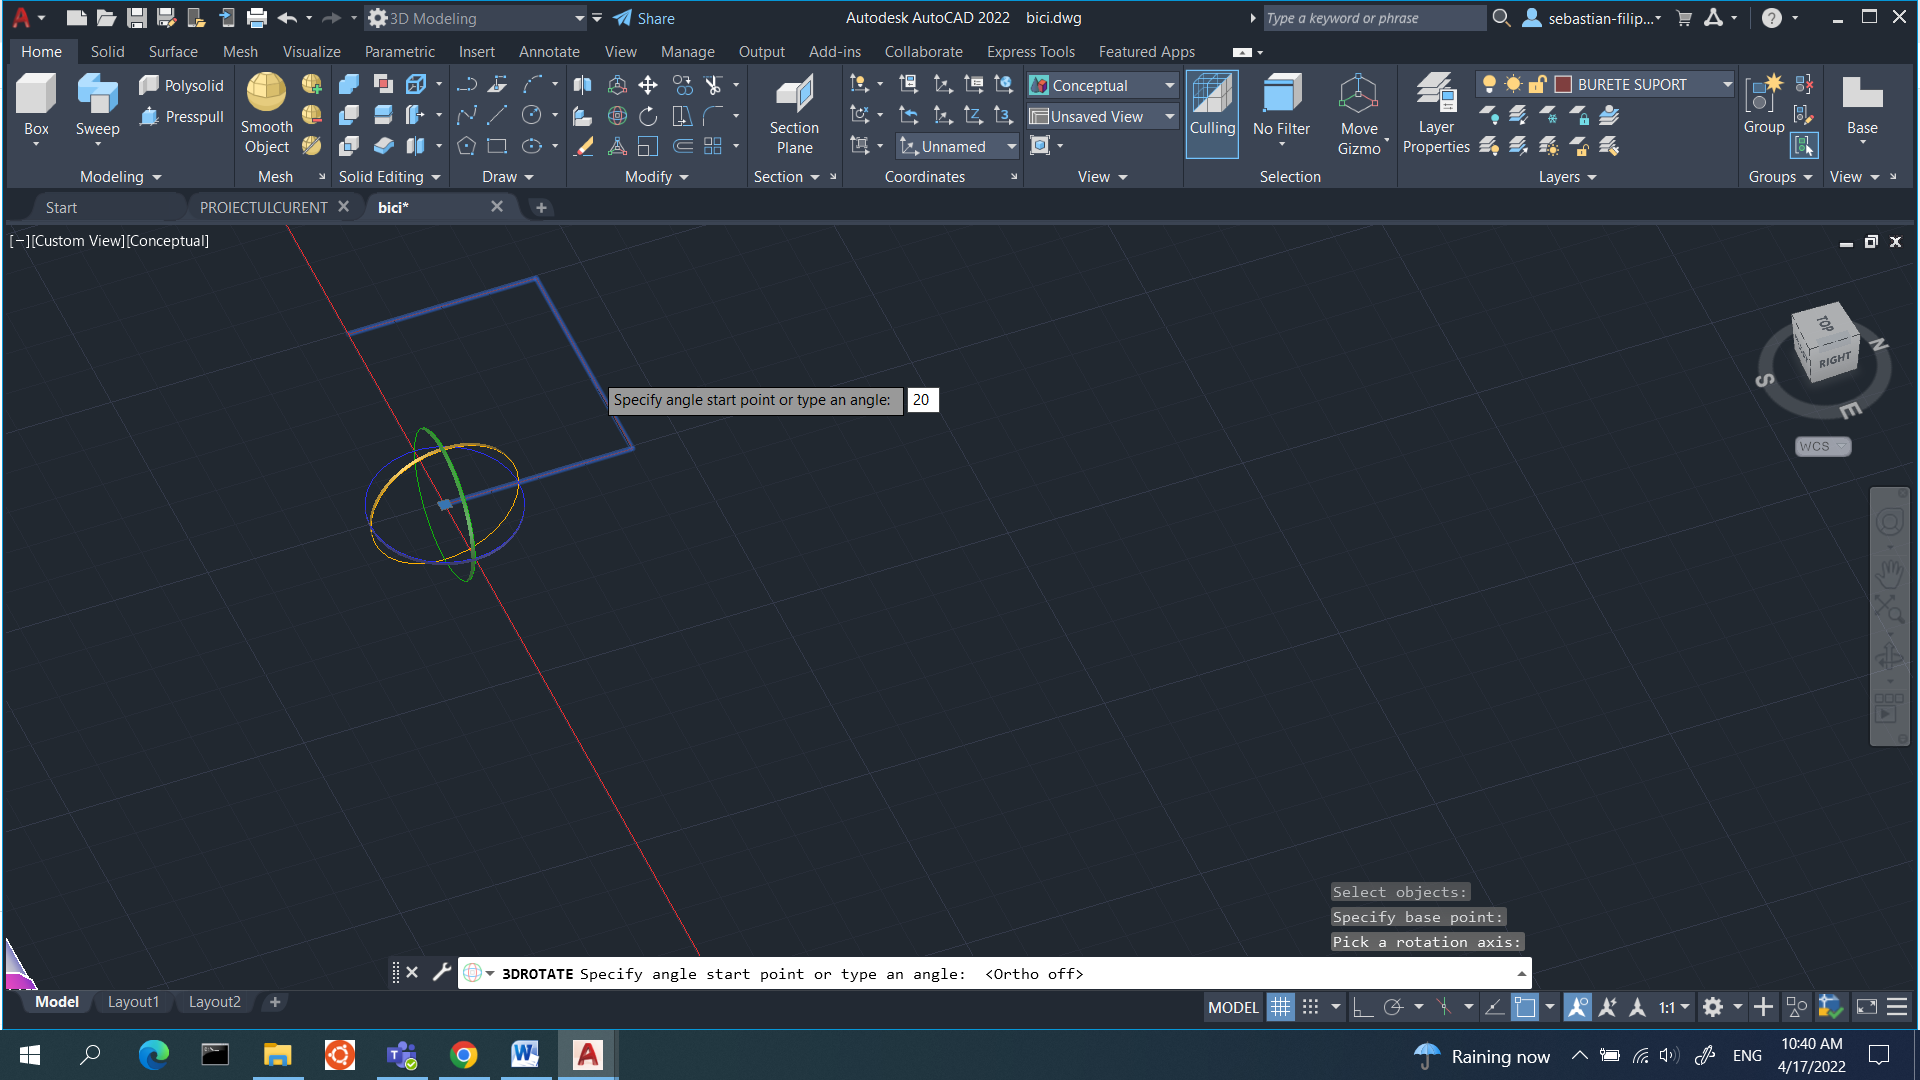 3D Modeling
Share
Autodesk AutoCAD 2022 bici.dwg
Type a keyword or phrase
sebastian-filip...
Home Solid Surface Mesh Visualize Parametric Insert Annotate View Manage Output Add-ins Collaborate Express Tools Featured Apps
Box
Sweep
Polysolid
Presspull
Modeling
Smooth
Object
Mesh
Solid Editing
Draw
Modify
Section
Plane
Section
Unnamed
Coordinates
Conceptual
Unsaved View
View
Culling
No Filter
Move
Gizmo
Selection
Layer
Properties
BURETE SUPORT
Layers
Group
Groups
Base
View
Start PROIECTULCURENT bici*
[−][Custom View][Conceptual]
TOP
RIGHT
N
S
E
WCS
Specify angle start point or type an angle: 20
Select objects:
Specify base point:
Pick a rotation axis:
3DROTATE Specify angle start point or type an angle: <Ortho off>
Model Layout1 Layout2
MODEL
1:1
Raining now
ENG
10:40 AM
4/17/2022